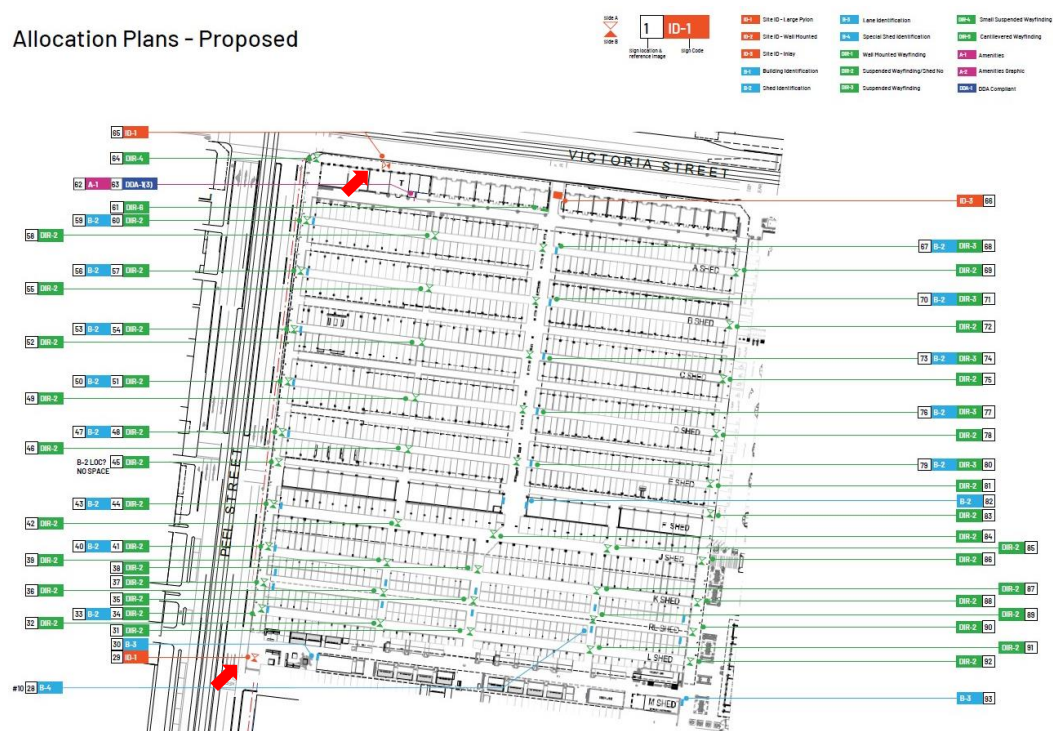 Allocation Plans - Proposed
side A
side B
1 ID-1
sign location & reference image
sign Code
ID-1 Site ID - Large Pylon
ID-2 Site ID - Wall Mounted
ID-3 Site ID - Inlay
B-1 Building Identification
B-2 Shed Identification
B-3 Lane Identification
B-4 Special Shed Identification
DIR-1 Wall Mounted Wayfinding
DIR-2 Suspended Wayfinding/Shed No
DIR-3 Suspended Wayfinding
DIR-4 Small Suspended Wayfinding
DIR-5 Cantilevered Wayfinding
A-1 Amenities
A-2 Amenities Graphic
DDA-1 DDA Compliant
65 ID-1
64 DIR-4
62 A-1 63 DDA-1(3)
61 DIR-6
59 B-2 60 DIR-2
58 DIR-2
56 B-2 57 DIR-2
55 DIR-2
53 B-2 54 DIR-2
52 DIR-2
50 B-2 51 DIR-2
49 DIR-2
47 B-2 48 DIR-2
46 DIR-2
B-2 LOC?
NO SPACE
45 DIR-2
43 B-2 44 DIR-2
42 DIR-2
40 B-2 41 DIR-2
39 DIR-2
38 DIR-2
37 DIR-2
36 DIR-2
35 DIR-2
33 B-2 34 DIR-2
32 DIR-2
31 DIR-2
30 B-3
29 ID-1
#10 28 B-4
VICTORIA STREET
PEEL STREET
T
A SHED
B SHED
C SHED
D SHED
E SHED
F SHED
J SHED
K SHED
RL SHED
L SHED
M SHED
ID-3 66
67 B-2 DIR-3 68
DIR-2 69
70 B-2 DIR-3 71
DIR-2 72
73 B-2 DIR-3 74
DIR-2 75
76 B-2 DIR-3 77
DIR-2 78
79 B-2 DIR-3 80
DIR-2 81
B-2 82
DIR-2 83
DIR-2 84
DIR-2 85
DIR-2 86
DIR-2 87
DIR-2 88
DIR-2 89
DIR-2 90
DIR-2 91
DIR-2 92
B-3 93